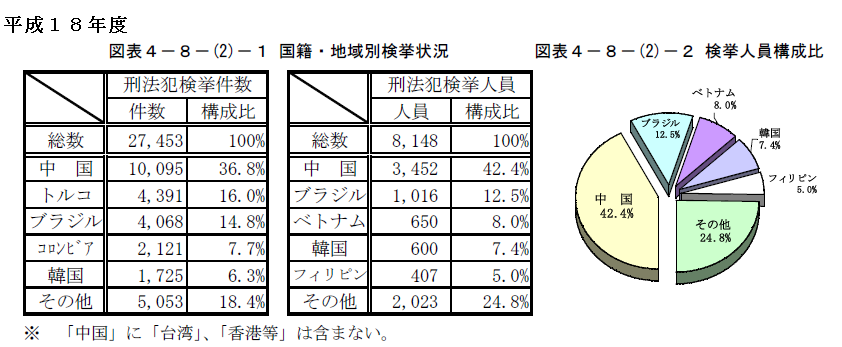 平成１８年度
図表４－８－(2)－１ 国籍・地域別検挙状況
刑法犯検挙件数
件数 構成比
総数 27,453 100%
中 国 10,095 36.8%
トルコ 4,391 16.0%
ブラジル 4,068 14.8%
ｺﾛﾝﾋﾞｱ 2,121 7.7%
韓国 1,725 6.3%
その他 5,053 18.4%
刑法犯検挙人員
人員 構成比
総数 8,148 100%
中 国 3,452 42.4%
ブラジル 1,016 12.5%
ベトナム 650 8.0%
韓国 600 7.4%
フィリピン 407 5.0%
その他 2,023 24.8%
※ 「中国」に「台湾」、「香港等」は含まない。
図表４－８－(2)－２ 検挙人員構成比
ベトナム
8.0%
ブラジル
12.5%
韓国
7.4%
フィリピン
5.0%
中 国
42.4%
その他
24.8%